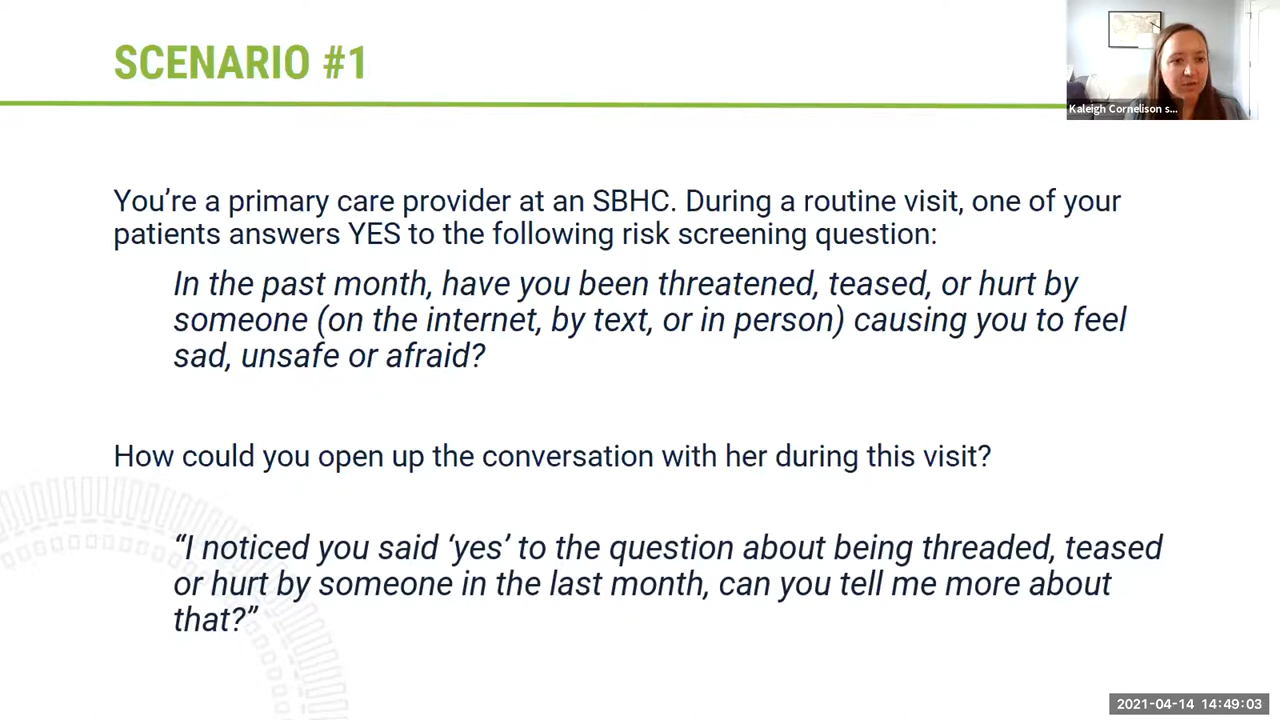 SCENARIO #1
Kaleigh Cornelison s...
You're a primary care provider at an SBHC. During a routine visit, one of your
patients answers YES to the following risk screening question:
In the past month, have you been threatened, teased, or hurt by
someone (on the internet, by text, or in person) causing you to feel
sad, unsafe or afraid?
How could you open up the conversation with her during this visit?
“I noticed you said ‘yes’ to the question about being threaded, teased
or hurt by someone in the last month, can you tell me more about
that?”
2021-04-14 14:49:03